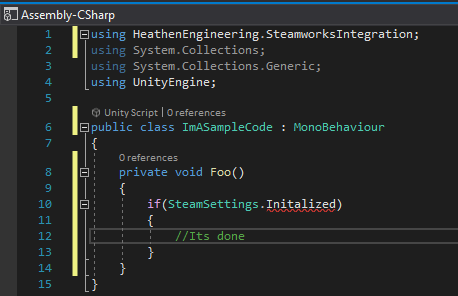 Assembly-CSharp
1 using HeathenEngineering.SteamworksIntegration;
2 using System.Collections;
3 using System.Collections.Generic;
4 using UnityEngine;
5
Unity Script | 0 references
6 public class ImASampleCode : MonoBehaviour
7 {
0 references
8 private void Foo()
9 {
10 if(SteamSettings.Initalized)
11 {
12 //Its done
13 }
14 }
15 }